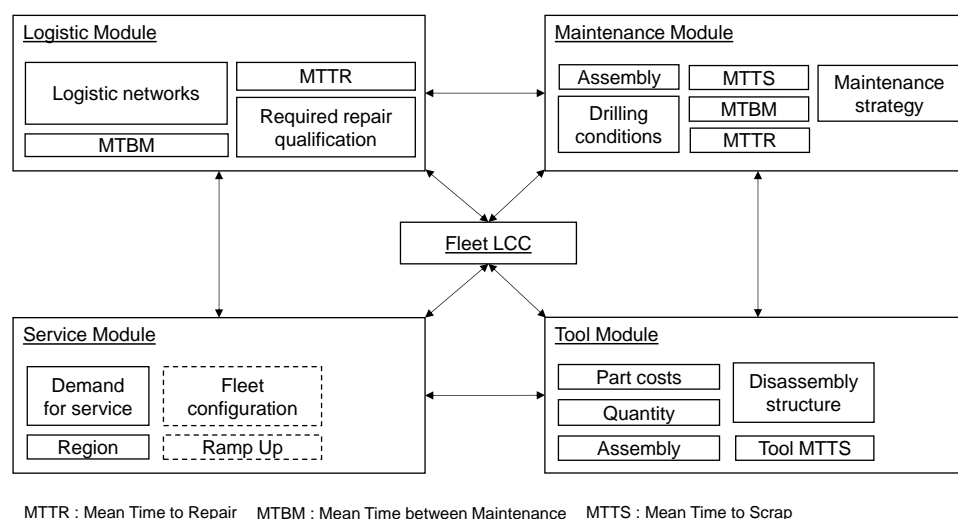 Logistic Module
Logistic networks
MTTR
Required repair
qualification
MTBM
Maintenance Module
Assembly
Drilling
conditions
MTTS
MTBM
MTTR
Maintenance
strategy
Fleet LCC
Service Module
Demand
for service
Fleet
configuration
Region
Ramp Up
Tool Module
Part costs
Quantity
Assembly
Disassembly
structure
Tool MTTS
MTTR : Mean Time to Repair MTBM : Mean Time between Maintenance MTTS : Mean Time to Scrap